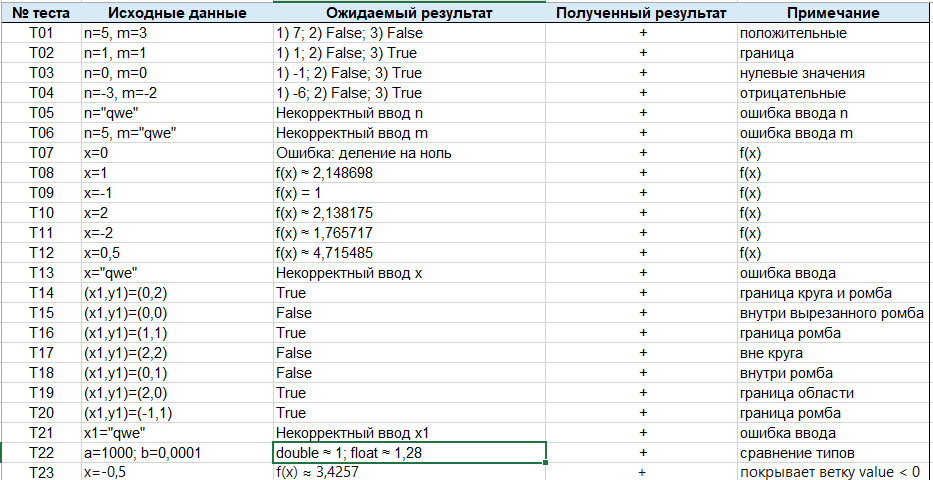 № теста Исходные данные Ожидаемый результат Полученный результат Примечание
T01 n=5, m=3 1) 7; 2) False; 3) False + положительные
T02 n=1, m=1 1) 1; 2) False; 3) True + граница
T03 n=0, m=0 1) -1; 2) False; 3) True + нулевые значения
T04 n=-3, m=-2 1) -6; 2) False; 3) True + отрицательные
T05 n="qwe" Некорректный ввод n + ошибка ввода n
T06 n=5, m="qwe" Некорректный ввод m + ошибка ввода m
T07 x=0 Ошибка: деление на ноль + f(x)
T08 x=1 f(x) ≈ 2,148698 + f(x)
T09 x=-1 f(x) = 1 + f(x)
T10 x=2 f(x) ≈ 2,138175 + f(x)
T11 x=-2 f(x) ≈ 1,765717 + f(x)
T12 x=0,5 f(x) ≈ 4,715485 + f(x)
T13 x="qwe" Некорректный ввод x + ошибка ввода
T14 (x1,y1)=(0,2) True + граница круга и ромба
T15 (x1,y1)=(0,0) False + внутри вырезанного ромба
T16 (x1,y1)=(1,1) True + граница ромба
T17 (x1,y1)=(2,2) False + вне круга
T18 (x1,y1)=(0,1) False + внутри ромба
T19 (x1,y1)=(2,0) True + граница области
T20 (x1,y1)=(-1,1) True + граница ромба
T21 x1="qwe" Некорректный ввод x1 + ошибка ввода
T22 a=1000; b=0,0001 double ≈ 1; float ≈ 1,28 + сравнение типов
T23 x=-0,5 f(x) ≈ 3,4257 + покрывает ветку value < 0